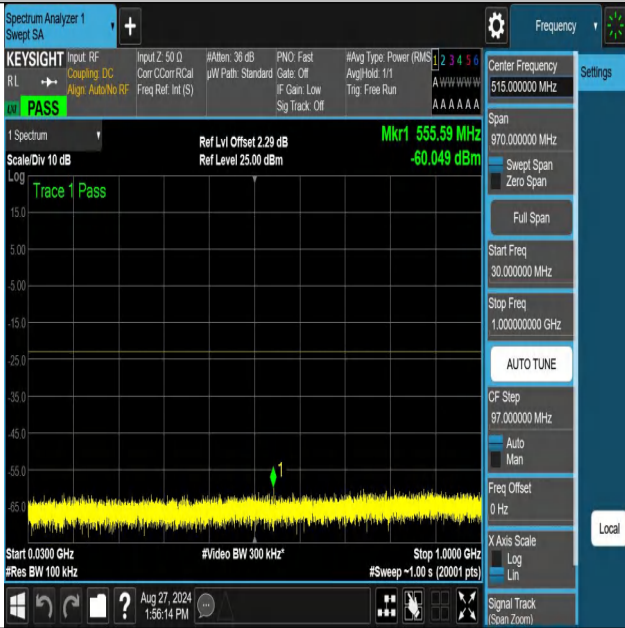 Spectrum Analyzer 1
Swept SA
+
Frequency
KEYSIGHT
RL
PASS
Input: RF
Coupling: DC
Align: Auto/No RF
Input Z: 50 Ω
Corr CCorr RCal
Freq Ref: Int (S)
#Atten: 36 dB
µW Path: Standard
PNO: Fast
Gate: Off
IF Gain: Low
Sig Track: Off
#Avg Type: Power (RMS
Avg|Hold: 1/1
Trig: Free Run
1 2 3 4 5 6
A W W W W W
A A A A A A
1 Spectrum
Scale/Div 10 dB
Ref Lvl Offset 2.29 dB
Ref Level 25.00 dBm
Mkr1 555.59 MHz
-60.049 dBm
Log
Trace 1 Pass
15.0
5.00
-5.00
-15.0
-25.0
-35.0
-45.0
-55.0
-65.0
1
Start 0.0300 GHz
#Res BW 100 kHz
#Video BW 300 kHz*
Stop 1.0000 GHz
#Sweep ~1.00 s (20001 pts)
Aug 27, 2024
1:56:14 PM
Center Frequency
515.000000 MHz
Span
970.000000 MHz
Swept Span
Zero Span
Full Span
Start Freq
30.000000 MHz
Stop Freq
1.000000000 GHz
AUTO TUNE
CF Step
97.000000 MHz
Auto
Man
Freq Offset
0 Hz
X Axis Scale
Log
Lin
Signal Track
(Span Zoom)
Settings
Local